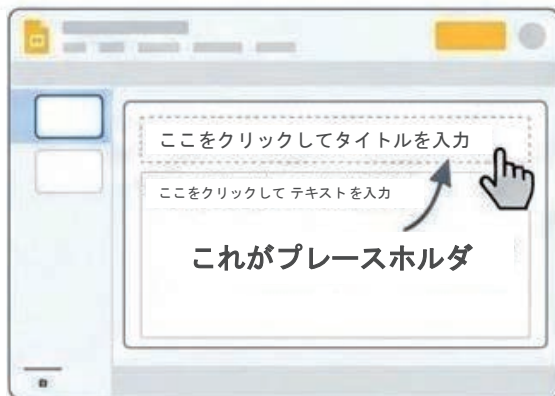 ここをクリックしてタイトルを入力
ここをクリックして テキストを入力
これがプレースホルダ